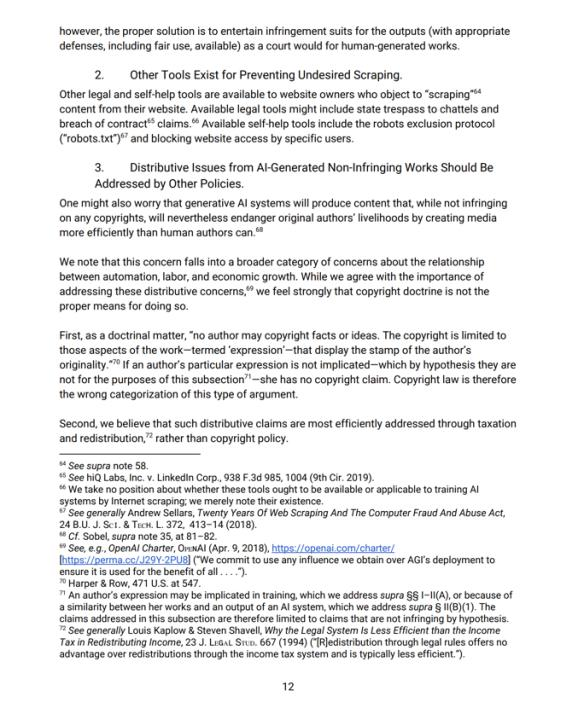 however, the proper solution is to entertain infringement suits for the outputs (with appropriate
defenses, including fair use, available) as a court would for human-generated works.
2. Other Tools Exist for Preventing Undesired Scraping.
Other legal and self-help tools are available to website owners who object to “scraping”⁶⁴
content from their website. Available legal tools might include state trespass to chattels and
breach of contract⁶⁵ claims.⁶⁶ Available self-help tools include the robots exclusion protocol
(“robots.txt”)⁶⁷ and blocking website access by specific users.
3. Distributive Issues from AI-Generated Non-Infringing Works Should Be
Addressed by Other Policies.
One might also worry that generative AI systems will produce content that, while not infringing
on any copyrights, will nevertheless endanger original authors’ livelihoods by creating media
more efficiently than human authors can.⁶⁸
We note that this concern falls into a broader category of concerns about the relationship
between automation, labor, and economic growth. While we agree with the importance of
addressing these distributive concerns,⁶⁹ we feel strongly that copyright doctrine is not the
proper means for doing so.
First, as a doctrinal matter, “no author may copyright facts or ideas. The copyright is limited to
those aspects of the work—termed ‘expression’—that display the stamp of the author’s
originality.”⁷⁰ If an author’s particular expression is not implicated—which by hypothesis they are
not for the purposes of this subsection⁷¹—she has no copyright claim. Copyright law is therefore
the wrong categorization of this type of argument.
Second, we believe that such distributive claims are most efficiently addressed through taxation
and redistribution,⁷² rather than copyright policy.
⁶⁴ See supra note 58.
⁶⁵ See hiQ Labs, Inc. v. LinkedIn Corp., 938 F.3d 985, 1004 (9th Cir. 2019).
⁶⁶ We take no position about whether these tools ought to be available or applicable to training AI
systems by Internet scraping; we merely note their existence.
⁶⁷ See generally Andrew Sellars, Twenty Years Of Web Scraping And The Computer Fraud And Abuse Act,
24 B.U. J. Sci. & Tech. L. 372, 413–14 (2018).
⁶⁸ Cf. Sobel, supra note 35, at 81–82.
⁶⁹ See, e.g., OpenAI Charter, OpenAI (Apr. 9, 2018), https://openai.com/charter/
[https://perma.cc/J29Y-2PU8] (“We commit to use any influence we obtain over AGI’s deployment to
ensure it is used for the benefit of all . . . .”).
⁷⁰ Harper & Row, 471 U.S. at 547.
⁷¹ An author’s expression may be implicated in training, which we address supra §§ I–II(A), or because of
a similarity between her works and an output of an AI system, which we address supra § II(B)(1). The
claims addressed in this subsection are therefore limited to claims that are not infringing by hypothesis.
⁷² See generally Louis Kaplow & Steven Shavell, Why the Legal System Is Less Efficient than the Income
Tax in Redistributing Income, 23 J. Legal Stud. 667 (1994) (“[R]edistribution through legal rules offers no
advantage over redistributions through the income tax system and is typically less efficient.”).
12